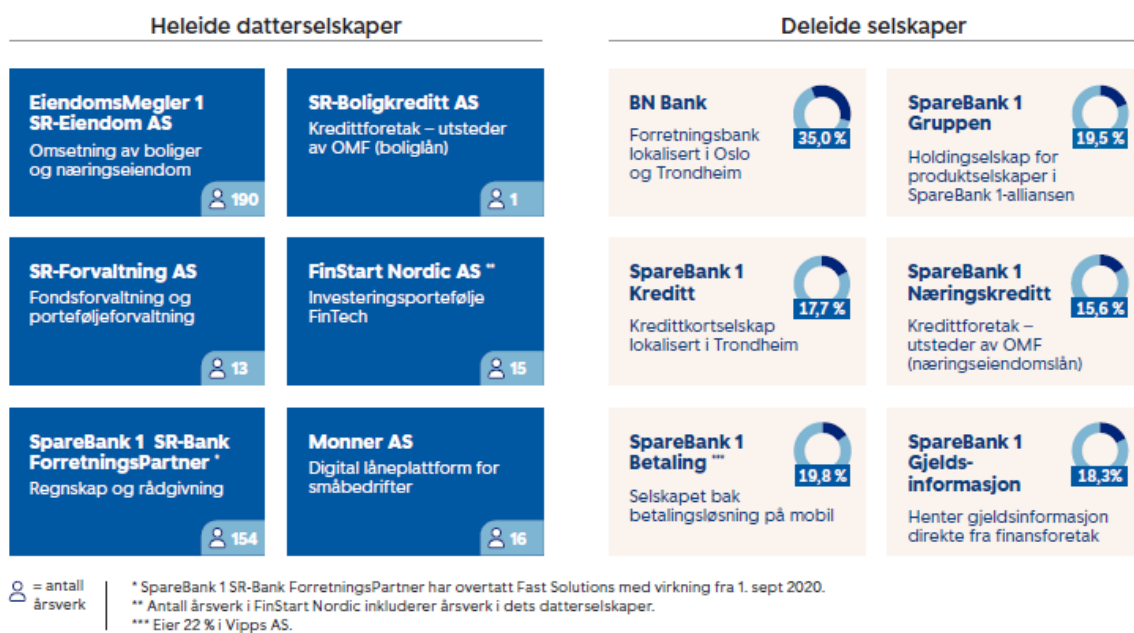 Heleide datterselskaper
EiendomsMegler 1
SR-Eiendom AS
Omsetning av boliger
og næringseiendom
190
SR-Boligkreditt AS
Kredittforetak – utsteder
av OMF (boliglån)
1
SR-Forvaltning AS
Fondsforvaltning og
porteføljeforvaltning
13
FinStart Nordic AS **
Investeringsportefølje
FinTech
15
SpareBank 1 SR-Bank
ForretningsPartner *
Regnskap og rådgivning
154
Monner AS
Digital låneplattform for
småbedrifter
16
Deleide selskaper
BN Bank
35,0 %
Forretningsbank
lokalisert i Oslo
og Trondheim
SpareBank 1
Gruppen
19,5 %
Holdingselskap for
produktselskaper i
SpareBank 1-alliansen
SpareBank 1
Kreditt
17,7 %
Kredittkortselskap
lokalisert i Trondheim
SpareBank 1
Næringskreditt
15,6 %
Kredittforetak –
utsteder av OMF
(næringseiendomslån)
SpareBank 1
Betaling ***
19,8 %
Selskapet bak
betalingsløsning på mobil
SpareBank 1
Gjelds-
informasjon
18,3%
Henter gjeldsinformasjon
direkte fra finansforetak
= antall
årsverk
* SpareBank 1 SR-Bank ForretningsPartner har overtatt Fast Solutions med virkning fra 1. sept 2020.
** Antall årsverk i FinStart Nordic inkluderer årsverk i dets datterselskaper.
*** Eier 22 % i Vipps AS.